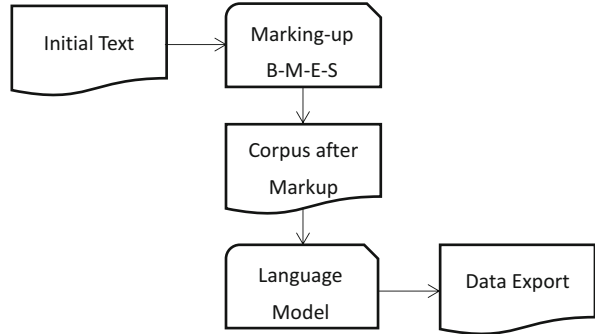 Initial Text
Marking-up
B-M-E-S
Corpus after
Markup
Language
Model
Data Export